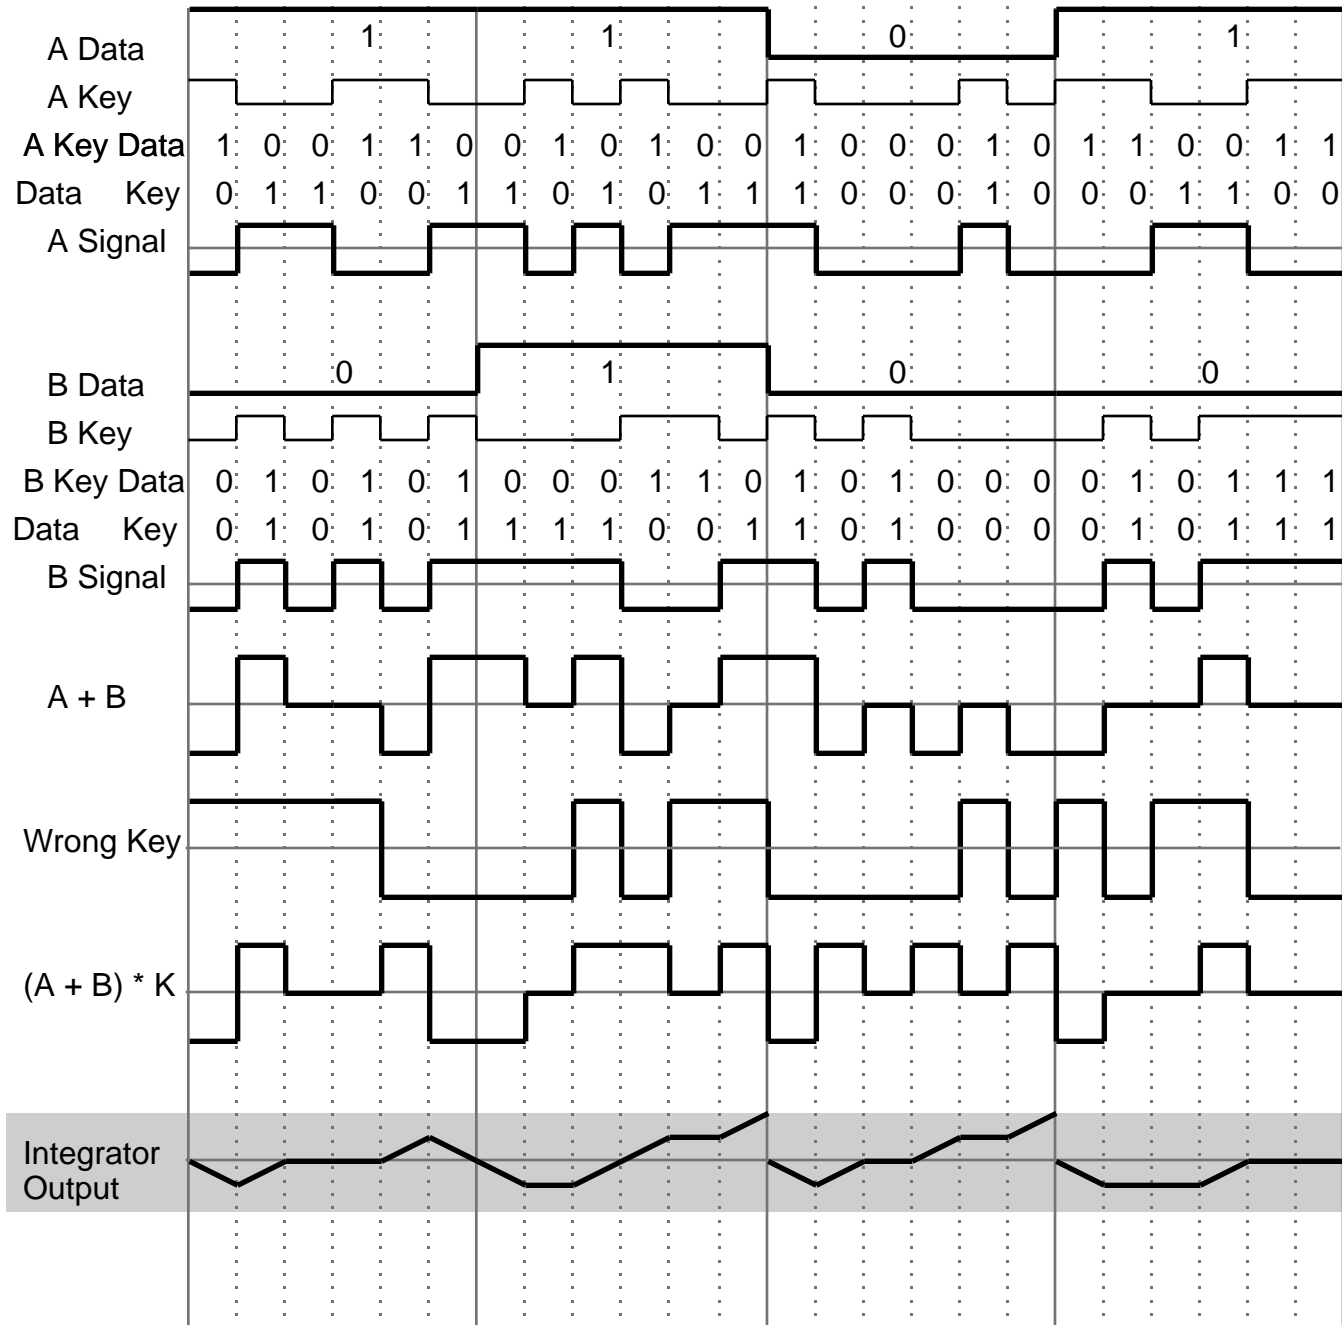 A Data 1 1 0 1
A Key
A Key Data 1 0 0 1 1 0 0 1 0 1 0 0 1 0 0 0 1 0 1 1 0 0 1 1
Data Key 0 1 1 0 0 1 1 0 1 0 1 1 1 0 0 0 1 0 0 0 1 1 0 0
A Signal
B Data 0 1 0 0
B Key
B Key Data 0 1 0 1 0 1 0 0 0 1 1 0 1 0 1 0 0 0 0 1 0 1 1 1
Data Key 0 1 0 1 0 1 1 1 1 0 0 1 1 0 1 0 0 0 0 1 0 1 1 1
B Signal
A + B
Wrong Key
(A + B) * K
Integrator
Output